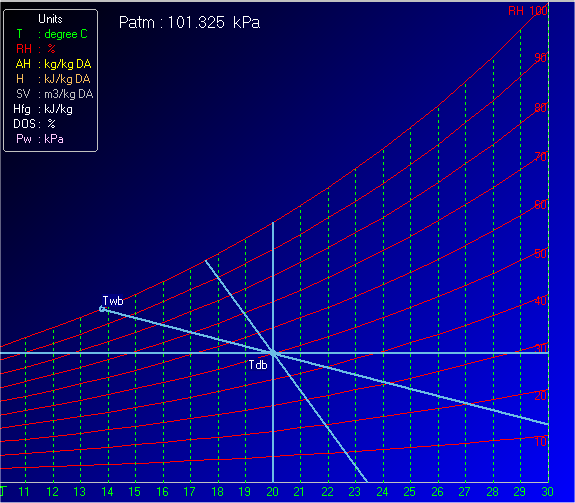 Units
T : degree C
RH : %
AH : kg/kg DA
H : kJ/kg DA
SV : m3/kg DA
Hfg : kJ/kg
DOS : %
Pw : kPa
Patm : 101.325 kPa
RH 100
90
80
70
60
50
40
30
20
10
Twb
Tdb
T 11 12 13 14 15 16 17 18 19 20 21 22 23 24 25 26 27 28 29 30